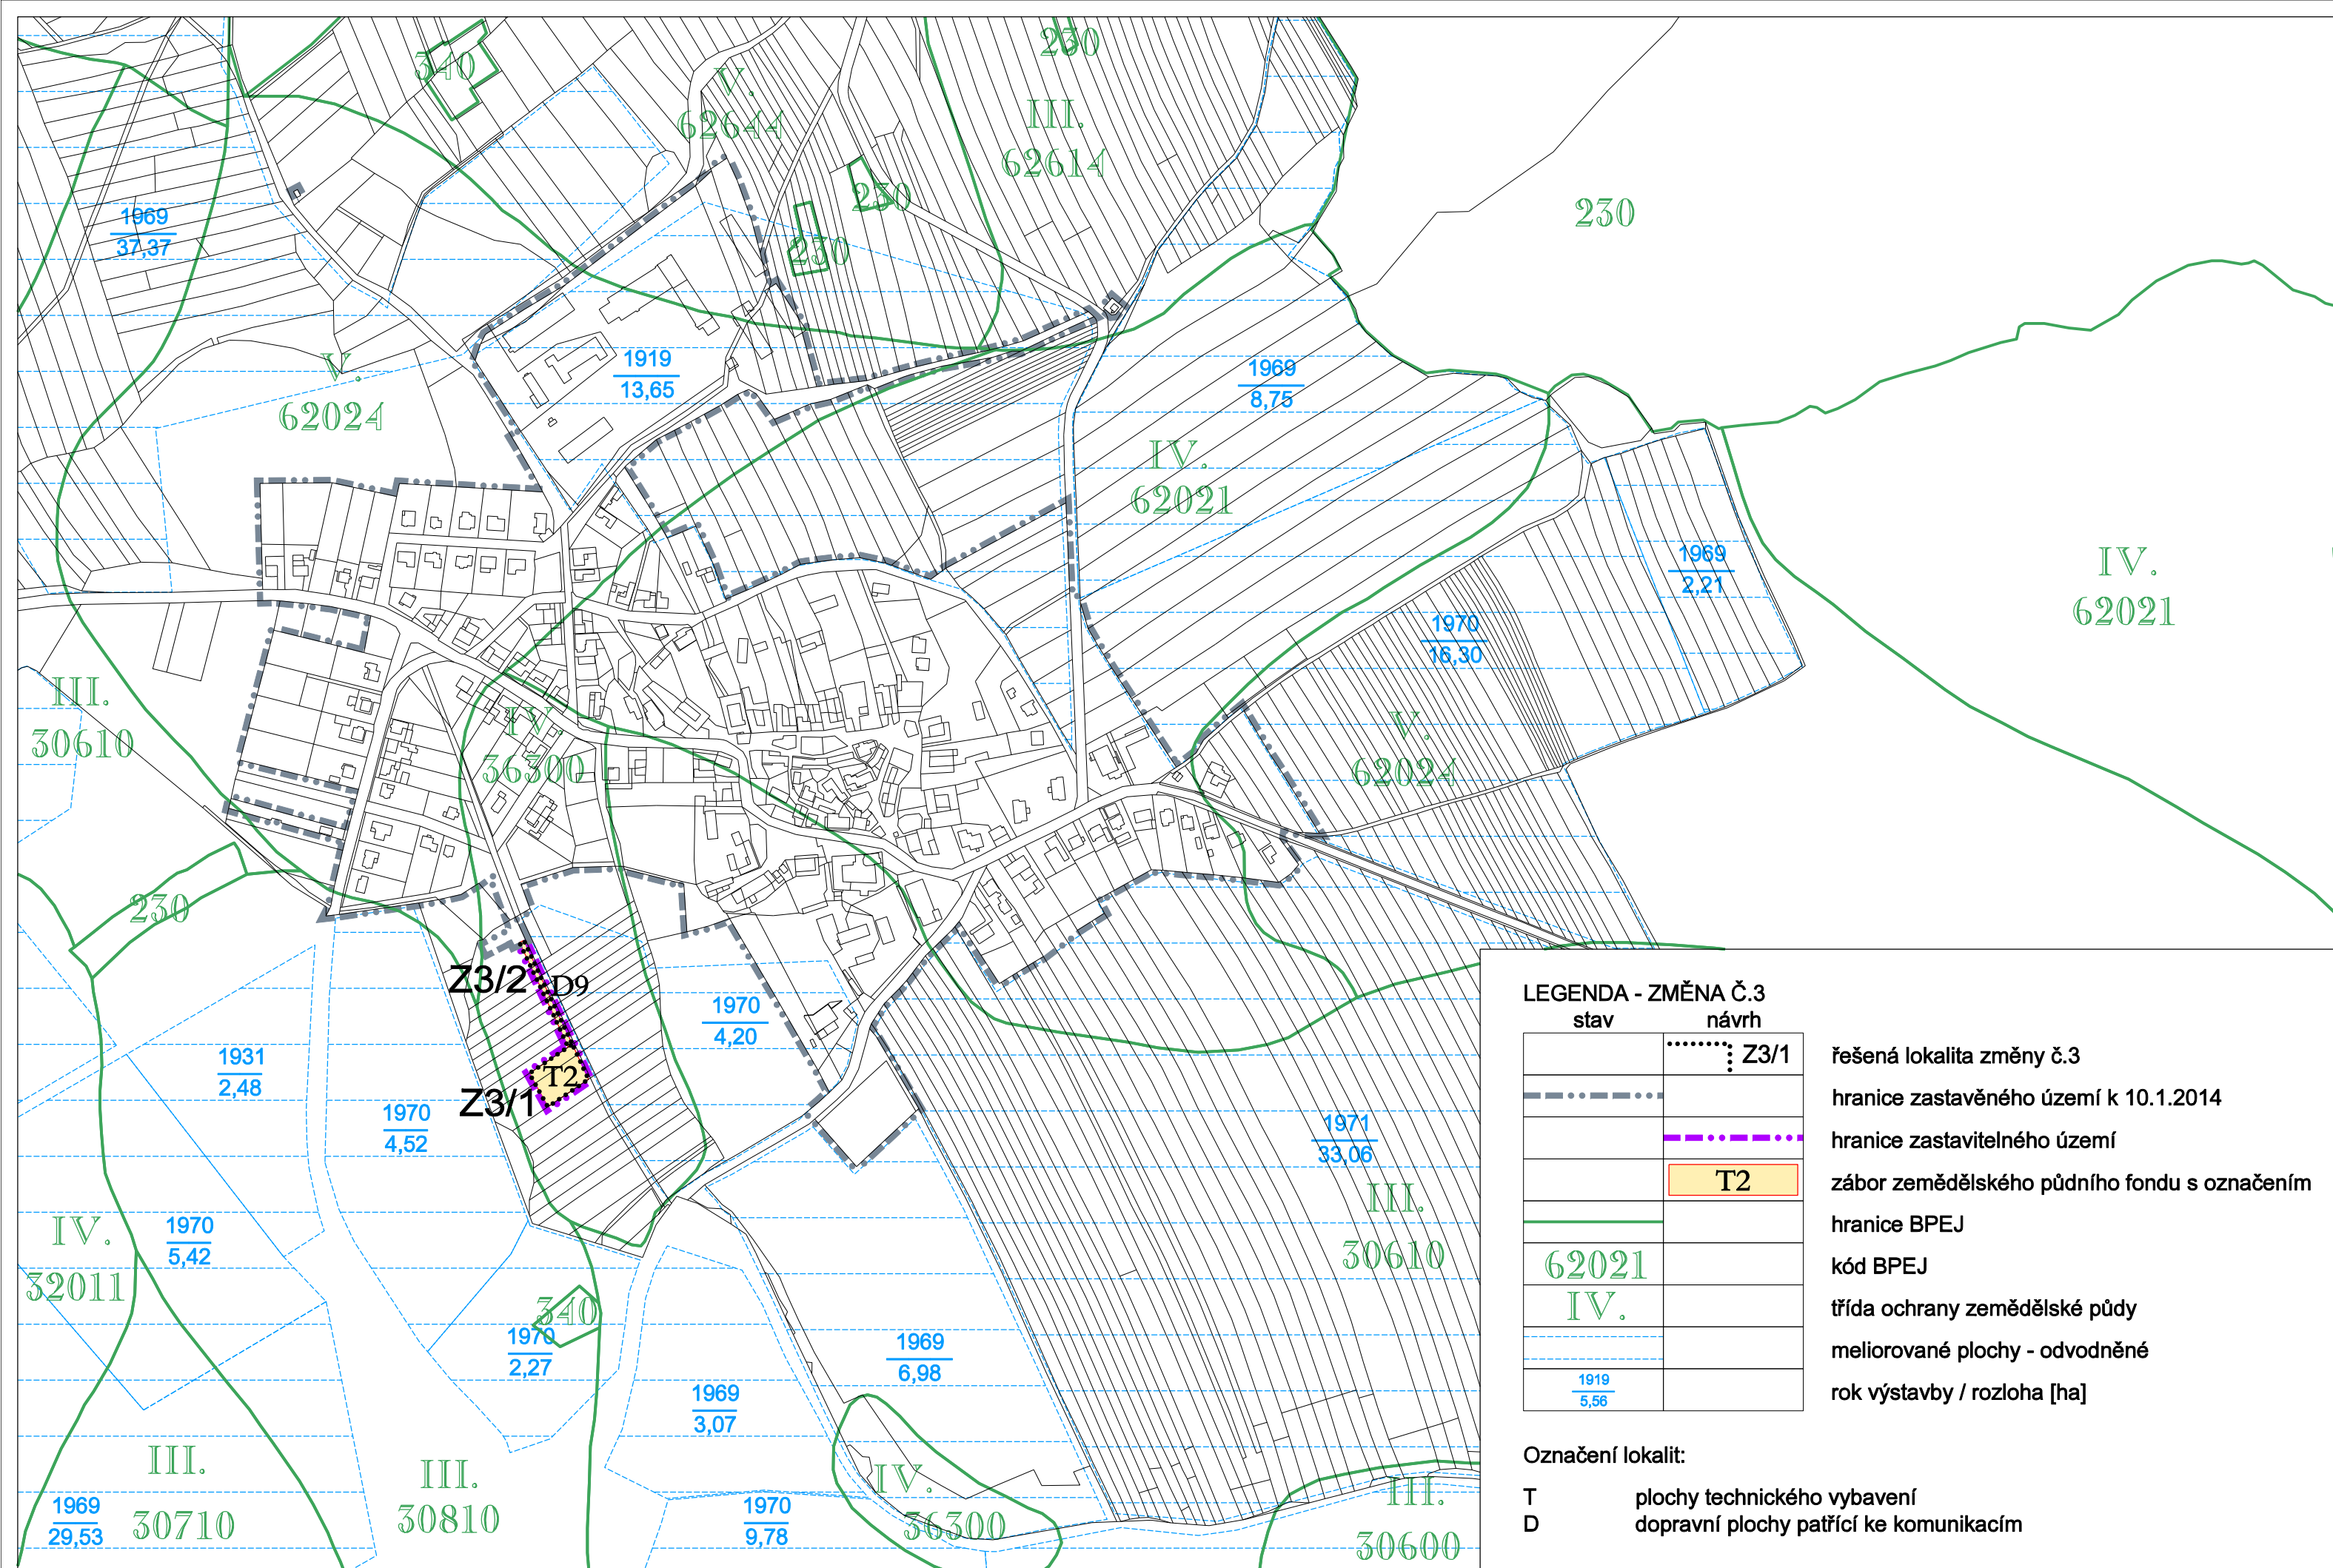 340
230
V.
62644
III.
62614
230
230
230
1969
37,37
1919
13,65
V.
62024
1969
8,75
IV.
62021
1969
2,21
IV.
62021
1970
16,30
III.
30610
IV.
36300
V.
62024
230
Z3/2
D9
1970
4,20
T2
Z3/1
1931
2,48
1970
4,52
1971
33,06
III.
30610
IV.
32011
1970
5,42
340
1970
2,27
1969
6,98
1969
3,07
III.
30710
III.
30810
IV.
36300
III.
30600
1969
29,53
1970
9,78
LEGENDA - ZMĚNA Č.3
stav návrh
Z3/1 řešená lokalita změny č.3
hranice zastavěného území k 10.1.2014
hranice zastavitelného území
T2 zábor zemědělského půdního fondu s označením
hranice BPEJ
62021 kód BPEJ
IV. třída ochrany zemědělské půdy
meliorované plochy - odvodněné
1919
5,56
rok výstavby / rozloha [ha]
Označení lokalit:
T plochy technického vybavení
D dopravní plochy patřící ke komunikacím